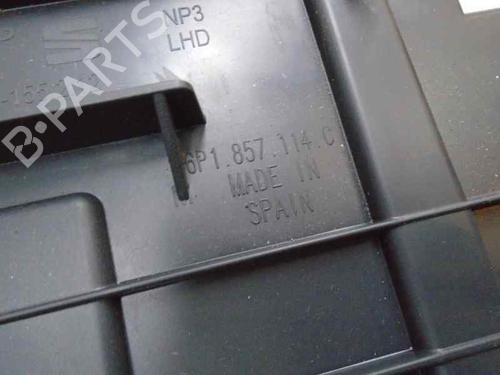 NP3
LHD
6P1.857.114.C
MADE IN
SPAIN
B-PARTS